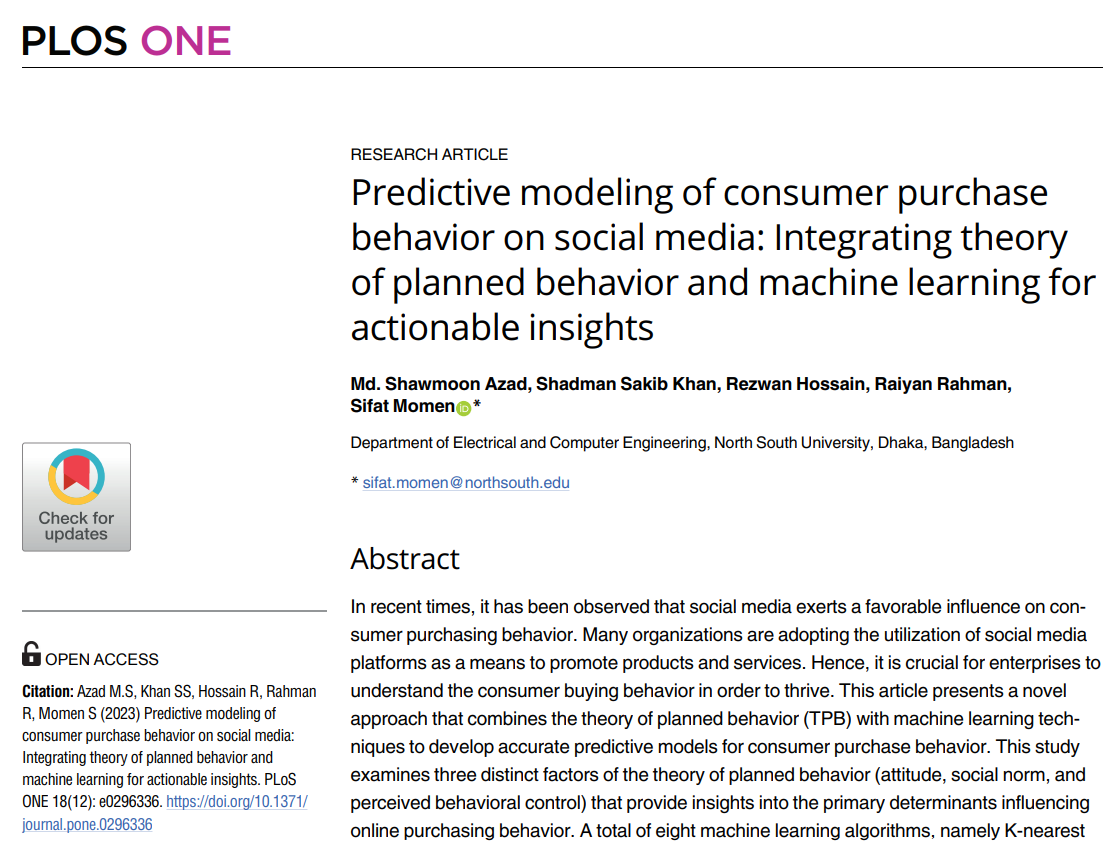 PLOS ONE
RESEARCH ARTICLE
Predictive modeling of consumer purchase
behavior on social media: Integrating theory
of planned behavior and machine learning for
actionable insights
Md. Shawmoon Azad, Shadman Sakib Khan, Rezwan Hossain, Raiyan Rahman,
Sifat Momen iD *
Department of Electrical and Computer Engineering, North South University, Dhaka, Bangladesh
* sifat.momen@northsouth.edu
Check for
updates
OPEN ACCESS
Citation: Azad M.S, Khan SS, Hossain R, Rahman
R, Momen S (2023) Predictive modeling of
consumer purchase behavior on social media:
Integrating theory of planned behavior and
machine learning for actionable insights. PLoS
ONE 18(12): e0296336. https://doi.org/10.1371/
journal.pone.0296336
Abstract
In recent times, it has been observed that social media exerts a favorable influence on con-
sumer purchasing behavior. Many organizations are adopting the utilization of social media
platforms as a means to promote products and services. Hence, it is crucial for enterprises to
understand the consumer buying behavior in order to thrive. This article presents a novel
approach that combines the theory of planned behavior (TPB) with machine learning tech-
niques to develop accurate predictive models for consumer purchase behavior. This study
examines three distinct factors of the theory of planned behavior (attitude, social norm, and
perceived behavioral control) that provide insights into the primary determinants influencing
online purchasing behavior. A total of eight machine learning algorithms, namely K-nearest